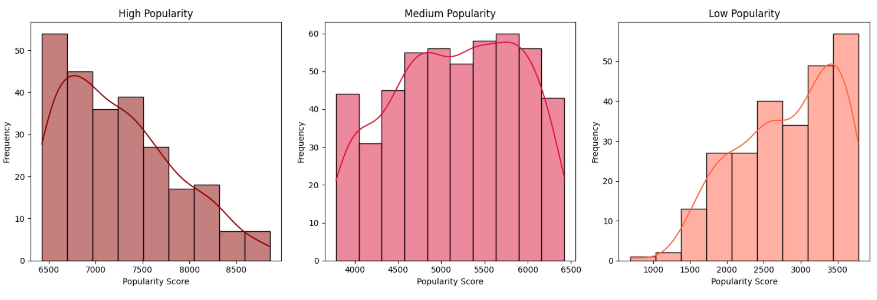 High Popularity
Frequency
50
40
30
20
10
0
6500 7000 7500 8000 8500
Popularity Score
Medium Popularity
Frequency
60
50
40
30
20
10
0
4000 4500 5000 5500 6000 6500
Popularity Score
Low Popularity
Frequency
50
40
30
20
10
0
1000 1500 2000 2500 3000 3500
Popularity Score